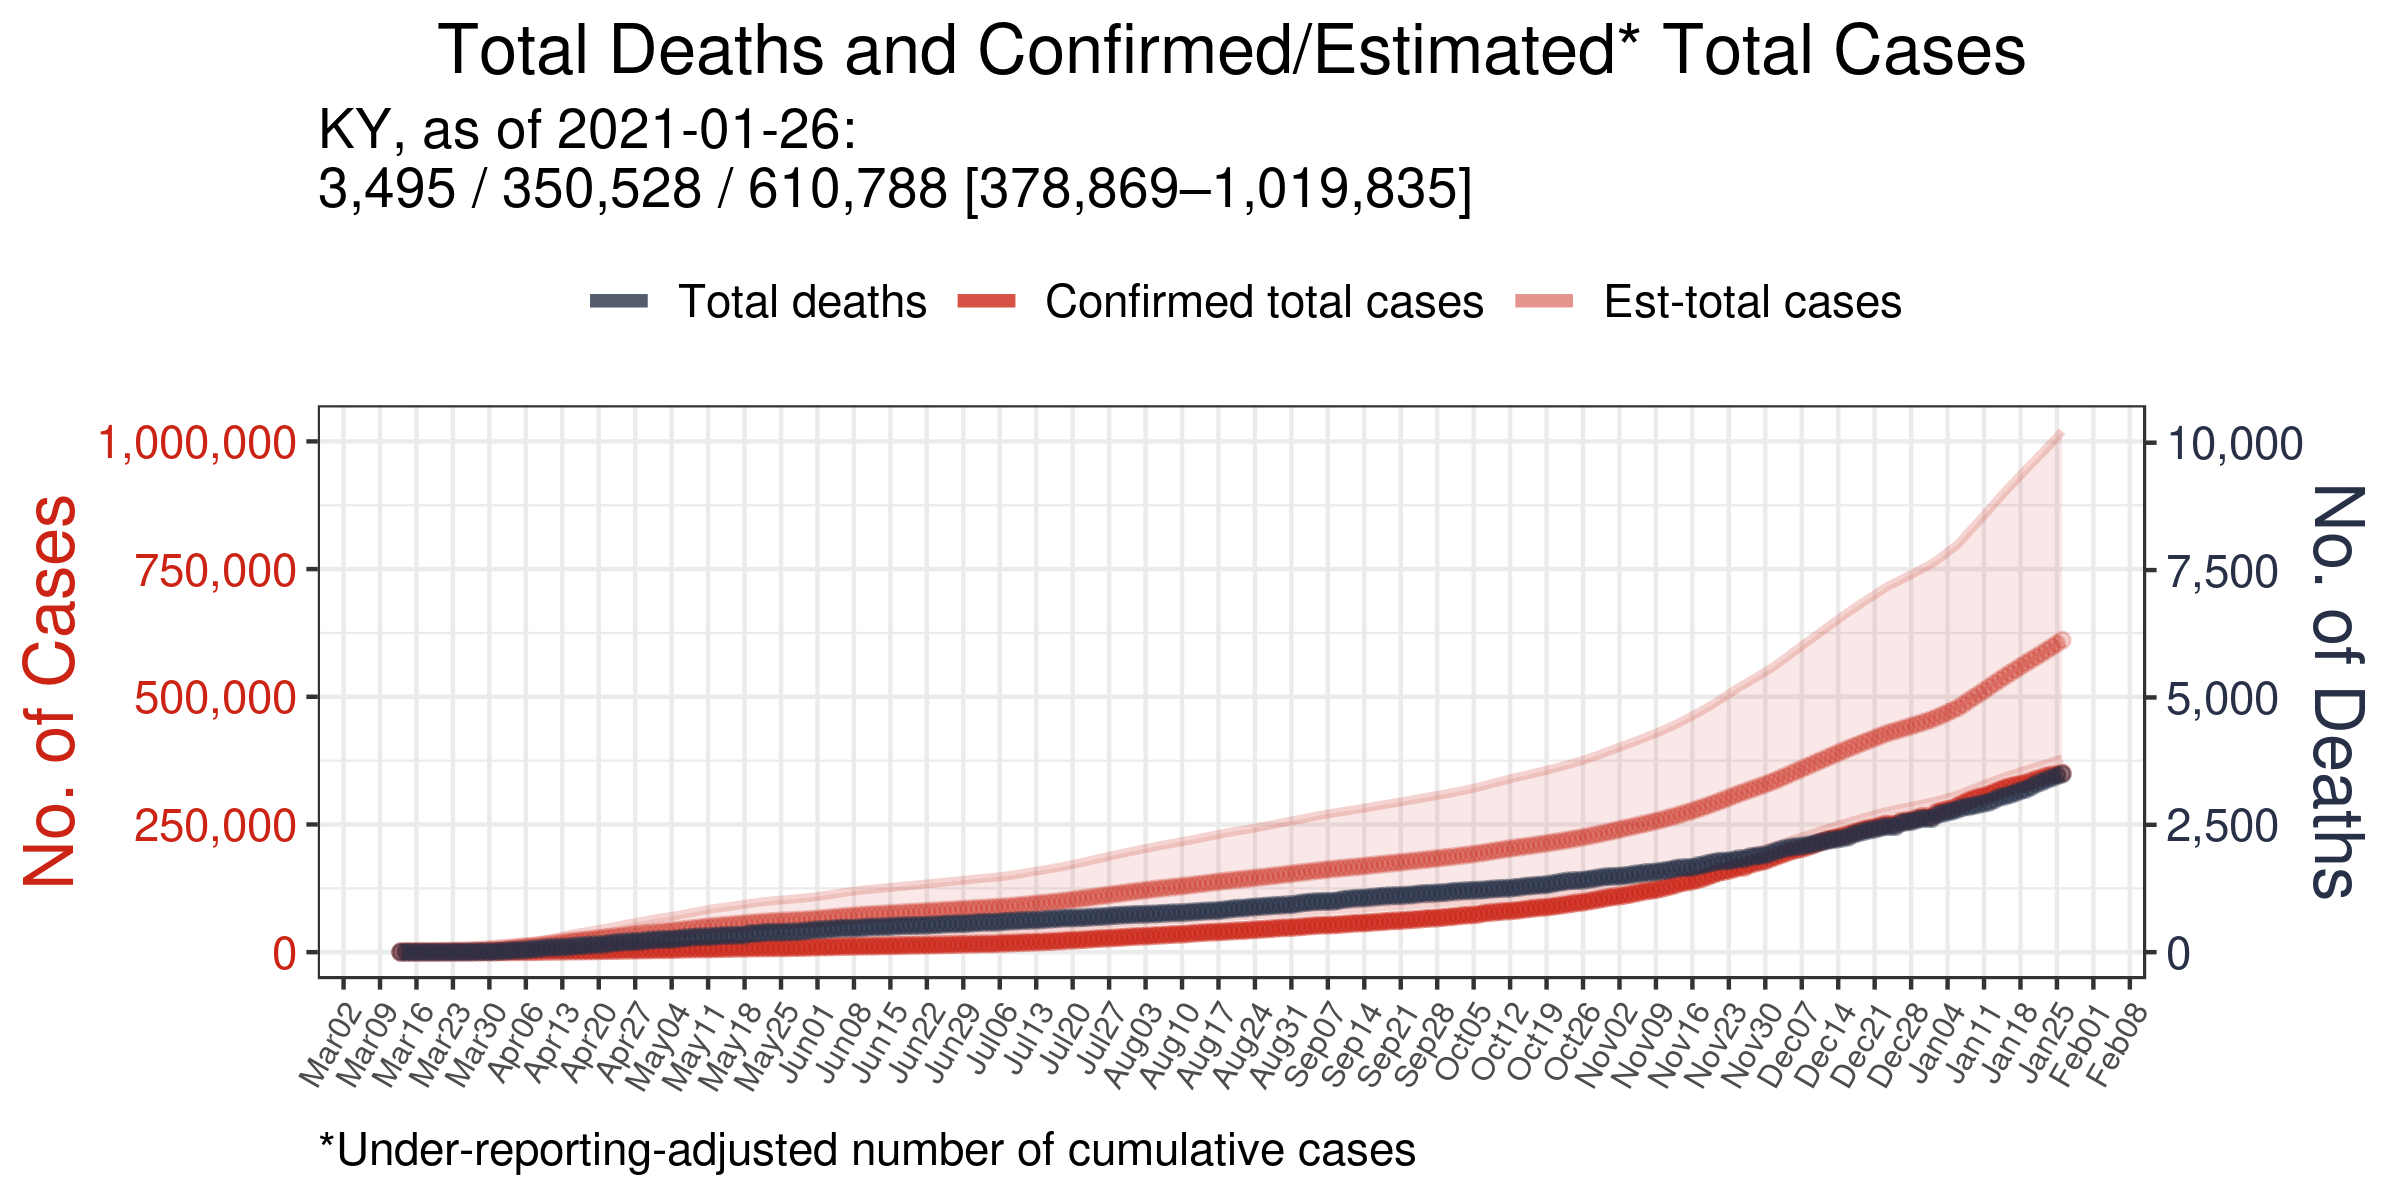 Total Deaths and Confirmed/Estimated* Total Cases
KY, as of 2021-01-26:
3,495 / 350,528 / 610,788 [378,869–1,019,835]
Total deaths
Confirmed total cases
Est-total cases
No. of Cases
1,000,000
750,000
500,000
250,000
0
10,000
7,500
5,000
2,500
0
No. of Deaths
Mar02
Mar09
Mar16
Mar23
Mar30
Apr06
Apr13
Apr20
Apr27
May04
May11
May18
May25
Jun01
Jun08
Jun15
Jun22
Jun29
Jul06
Jul13
Jul20
Jul27
Aug03
Aug10
Aug17
Aug24
Aug31
Sep07
Sep14
Sep21
Sep28
Oct05
Oct12
Oct19
Oct26
Nov02
Nov09
Nov16
Nov23
Nov30
Dec07
Dec14
Dec21
Dec28
Jan04
Jan11
Jan18
Jan25
Feb01
Feb08
*Under-reporting-adjusted number of cumulative cases